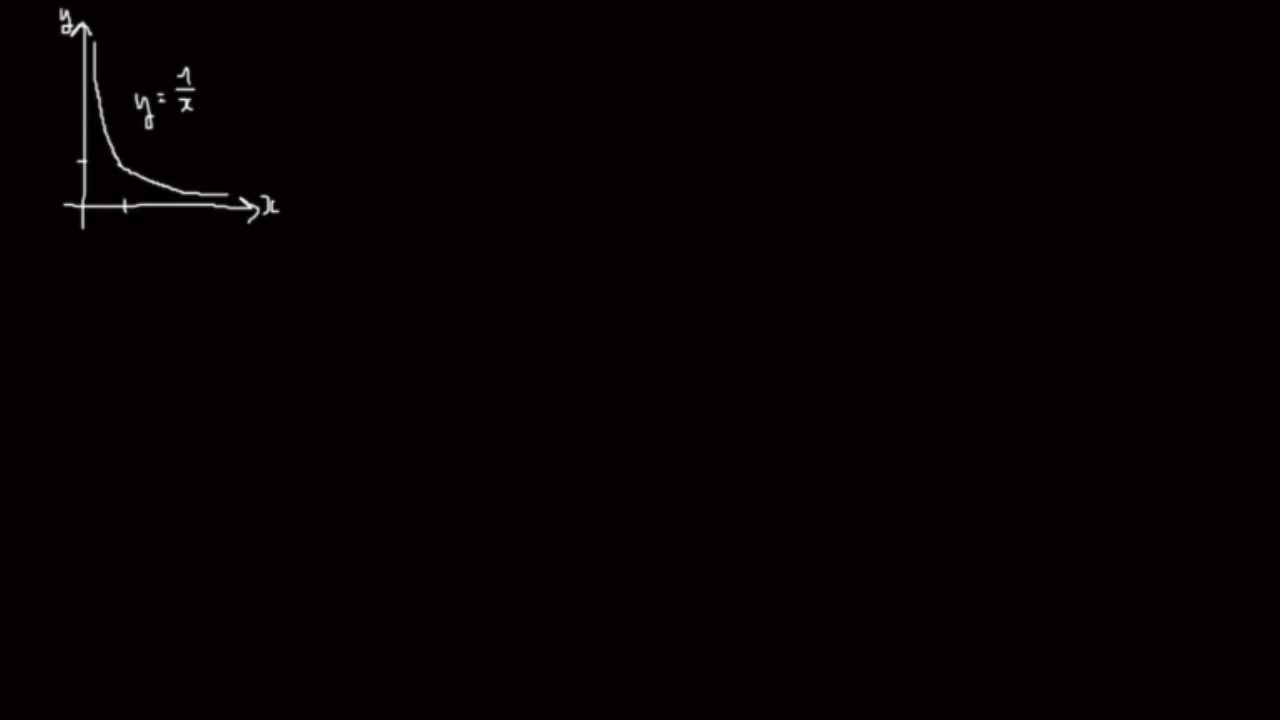 y
y = 1/x
x